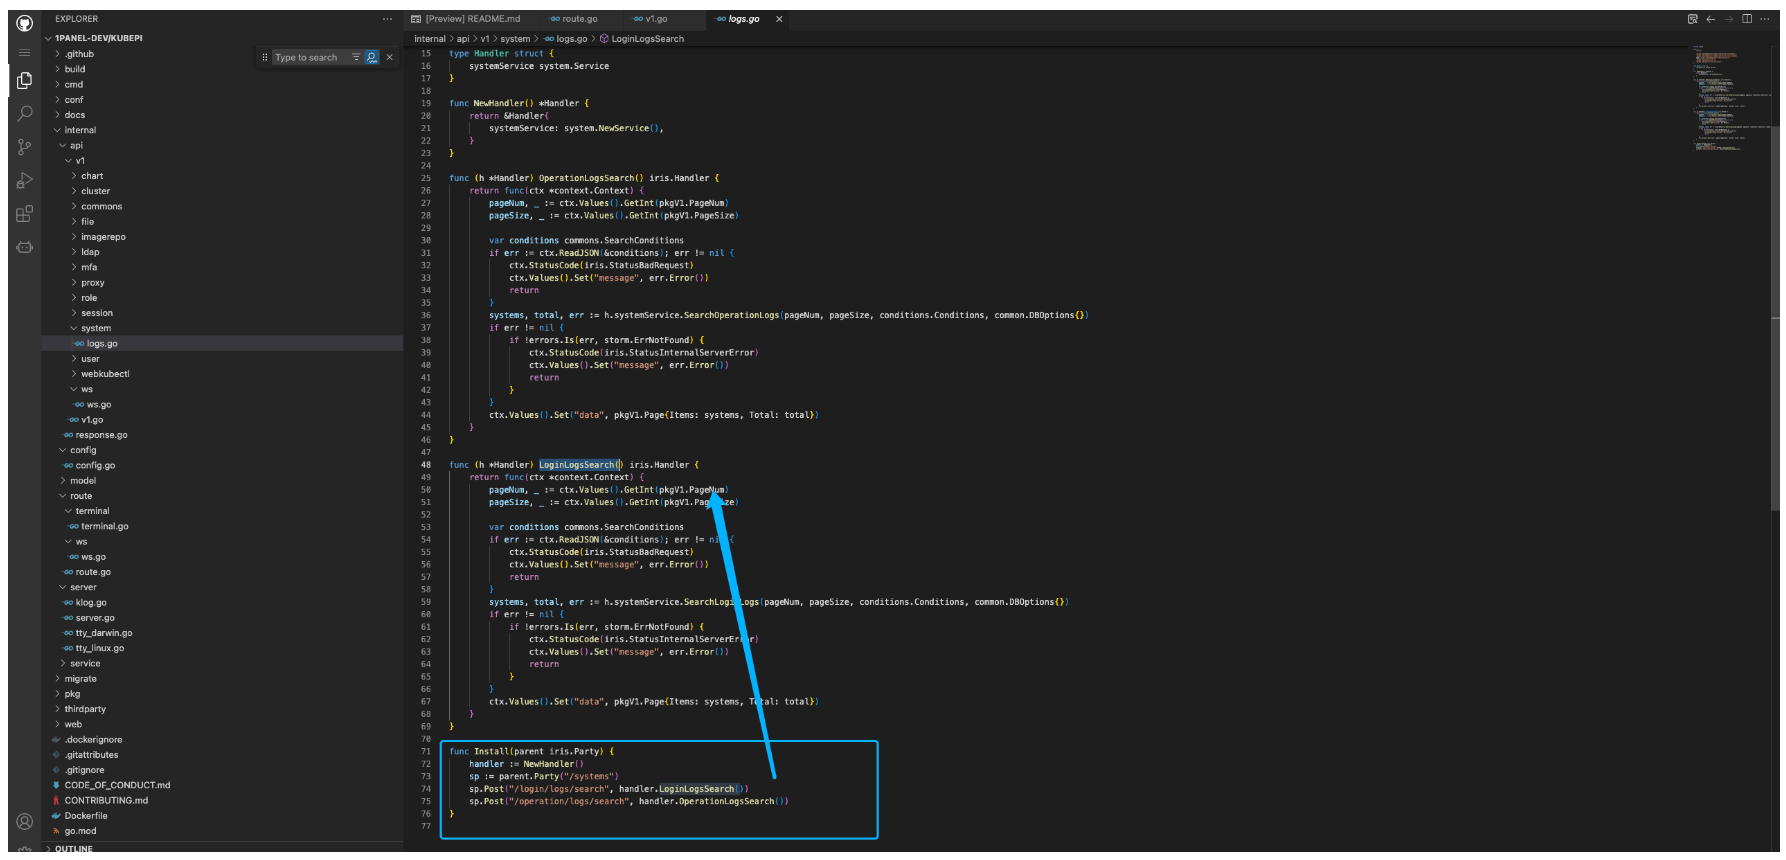 EXPLORER
1PANEL-DEV/KUBEPI
.github
build
cmd
conf
docs
internal
api
v1
chart
cluster
commons
file
imagerepo
ldap
mfa
proxy
role
session
system
logs.go
user
webkubectl
ws
ws.go
v1.go
response.go
config
config.go
model
route
terminal
terminal.go
ws
ws.go
route.go
server
klog.go
server.go
tty_darwin.go
tty_linux.go
service
migrate
pkg
thirdparty
web
.dockerignore
.gitattributes
.gitignore
CODE_OF_CONDUCT.md
CONTRIBUTING.md
Dockerfile
go.mod
OUTLINE
Type to search
[Preview] README.md
route.go
v1.go
logs.go
internal > api > v1 > system > logs.go > LoginLogsSearch
15 type Handler struct {
16 systemService system.Service
17 }
18
19 func NewHandler() *Handler {
20 return &Handler{
21 systemService: system.NewService(),
22 }
23 }
24
25 func (h *Handler) OperationLogsSearch() iris.Handler {
26 return func(ctx *context.Context) {
27 pageNum, _ := ctx.Values().GetInt(pkgV1.PageNum)
28 pageSize, _ := ctx.Values().GetInt(pkgV1.PageSize)
29
30 var conditions commons.SearchConditions
31 if err := ctx.ReadJSON(&conditions); err != nil {
32 ctx.StatusCode(iris.StatusBadRequest)
33 ctx.Values().Set("message", err.Error())
34 return
35 }
36 systems, total, err := h.systemService.SearchOperationLogs(pageNum, pageSize, conditions.Conditions, common.DBOptions{})
37 if err != nil {
38 if !errors.Is(err, storm.ErrNotFound) {
39 ctx.StatusCode(iris.StatusInternalServerError)
40 ctx.Values().Set("message", err.Error())
41 return
42 }
43 }
44 ctx.Values().Set("data", pkgV1.Page{Items: systems, Total: total})
45 }
46 }
47
48 func (h *Handler) LoginLogsSearch() iris.Handler {
49 return func(ctx *context.Context) {
50 pageNum, _ := ctx.Values().GetInt(pkgV1.PageNum)
51 pageSize, _ := ctx.Values().GetInt(pkgV1.PageSize)
52
53 var conditions commons.SearchConditions
54 if err := ctx.ReadJSON(&conditions); err != nil {
55 ctx.StatusCode(iris.StatusBadRequest)
56 ctx.Values().Set("message", err.Error())
57 return
58 }
59 systems, total, err := h.systemService.SearchLoginLogs(pageNum, pageSize, conditions.Conditions, common.DBOptions{})
60 if err != nil {
61 if !errors.Is(err, storm.ErrNotFound) {
62 ctx.StatusCode(iris.StatusInternalServerError)
63 ctx.Values().Set("message", err.Error())
64 return
65 }
66 }
67 ctx.Values().Set("data", pkgV1.Page{Items: systems, Total: total})
68 }
69 }
70
71 func Install(parent iris.Party) {
72 handler := NewHandler()
73 sp := parent.Party("/systems")
74 sp.Post("/login/logs/search", handler.LoginLogsSearch())
75 sp.Post("/operation/logs/search", handler.OperationLogsSearch())
76 }
77